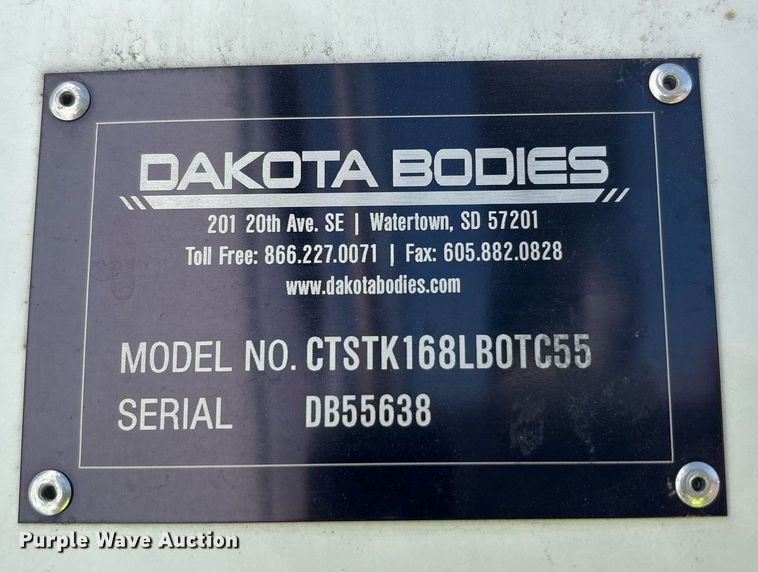 DAKOTA BODIES
201 20th Ave. SE | Watertown, SD 57201
Toll Free: 866.227.0071 | Fax: 605.882.0828
www.dakotabodies.com
MODEL NO. CTSTK168LBOTC55
SERIAL DB55638
Purple Wave Auction